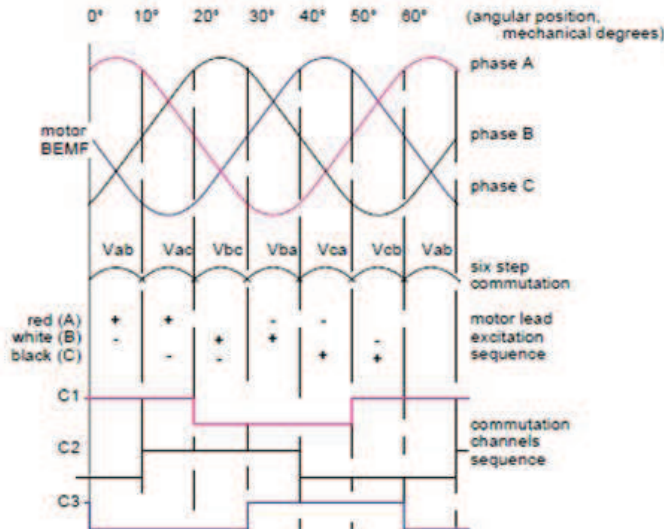 0° 10° 20° 30° 40° 50° 60° (angular position,
mechanical degrees)
phase A
motor
BEMF
phase B
phase C
Vab Vac Vbc Vba Vca Vcb Vab
six step
commutation
red (A) + + - - motor lead
white (B) - + + - excitation
black (C) - - + + sequence
C1
commutation
channels
sequence
C2
C3